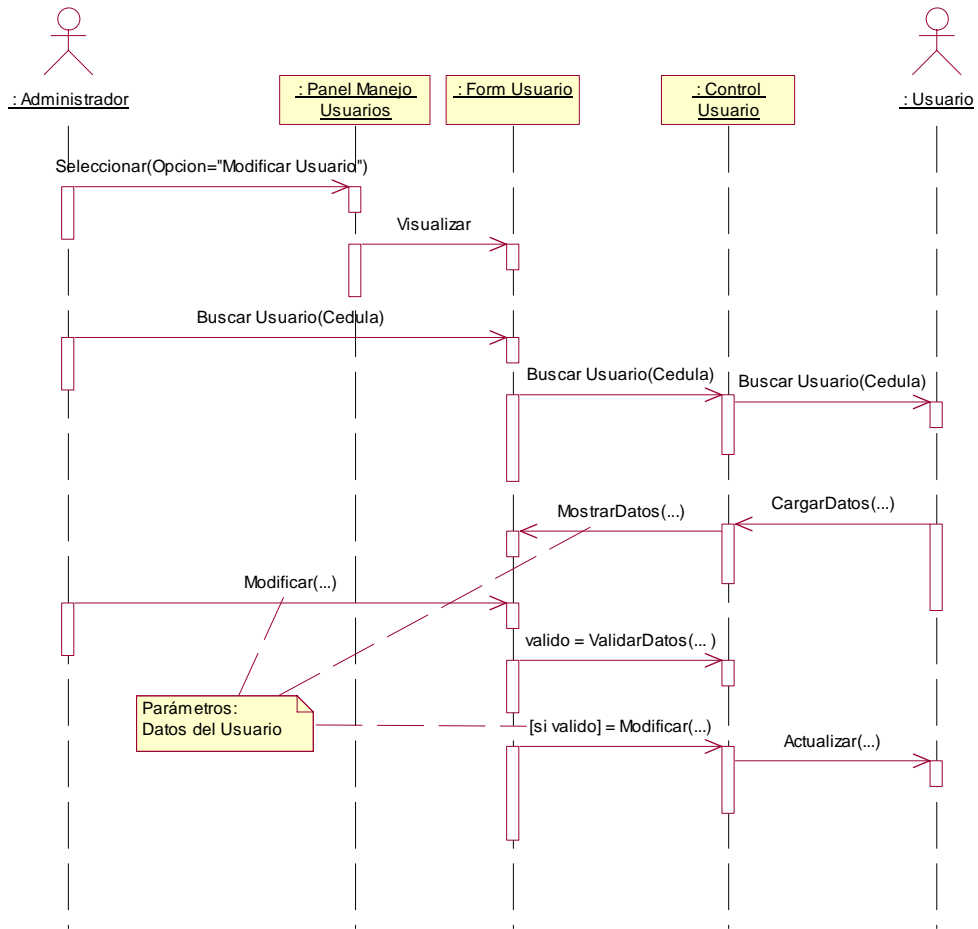 : Administrador
: Panel Manejo
Usuarios
: Form Usuario
: Control
Usuario
: Usuario
Seleccionar(Opcion="Modificar Usuario")
Visualizar
Buscar Usuario(Cedula)
Buscar Usuario(Cedula)
Buscar Usuario(Cedula)
CargarDatos(...)
MostrarDatos(...)
Modificar(...)
valido = ValidarDatos(... )
Parámetros:
Datos del Usuario
[si valido] = Modificar(...)
Actualizar(...)